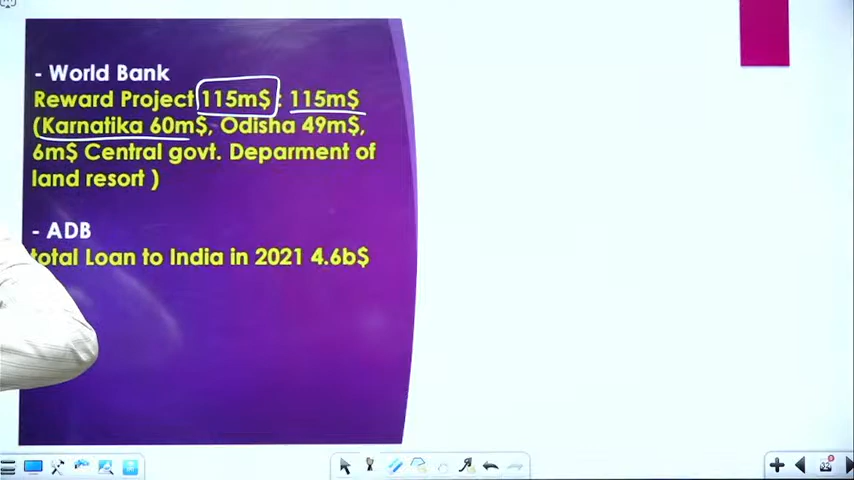 - World Bank
Reward Project 115m$ : 115m$
(Karnatika 60m$, Odisha 49m$,
6m$ Central govt. Deparment of
land resort )
- ADB
total Loan to India in 2021 4.6b$